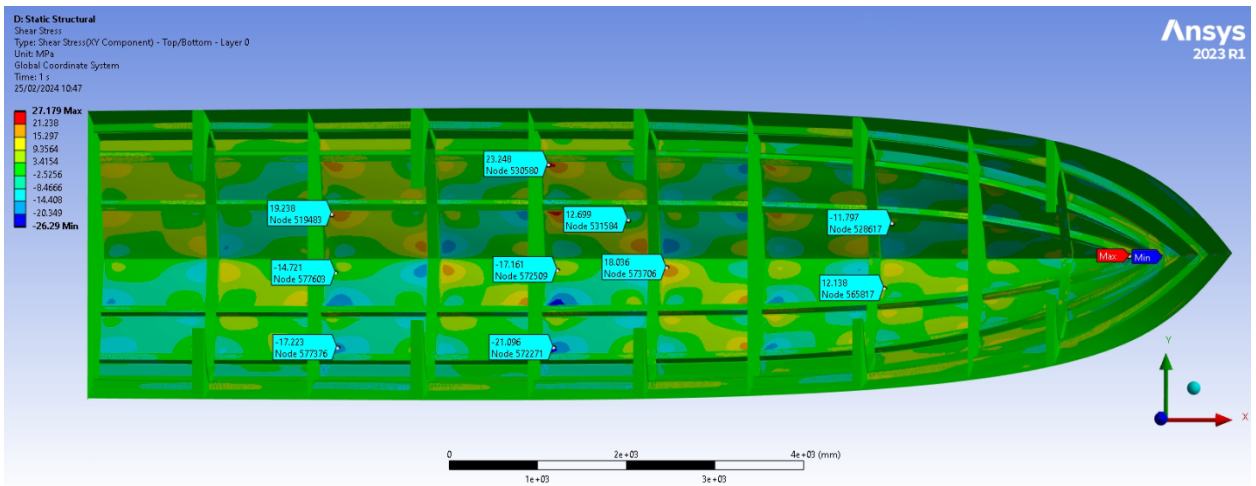 D: Static Structural
Shear Stress
Type: Shear Stress(XY Component) - Top/Bottom - Layer 0
Unit: MPa
Global Coordinate System
Time: 1 s
25/02/2024 10:47
Ansys
2023 R1
27.179 Max
21.238
15.297
9.3564
3.4154
-2.5256
-8.4666
-14.408
-20.349
-26.29 Min
23.248
Node 530580
19.238
Node 519483
12.699
Node 531584
-11.797
Node 528617
-14.721
Node 577603
-17.161
Node 572509
18.036
Node 573706
12.138
Node 565817
Max
Min
-17.223
Node 577376
-21.096
Node 572271
Y
X
0
2e+03
4e+03 (mm)
1e+03
3e+03